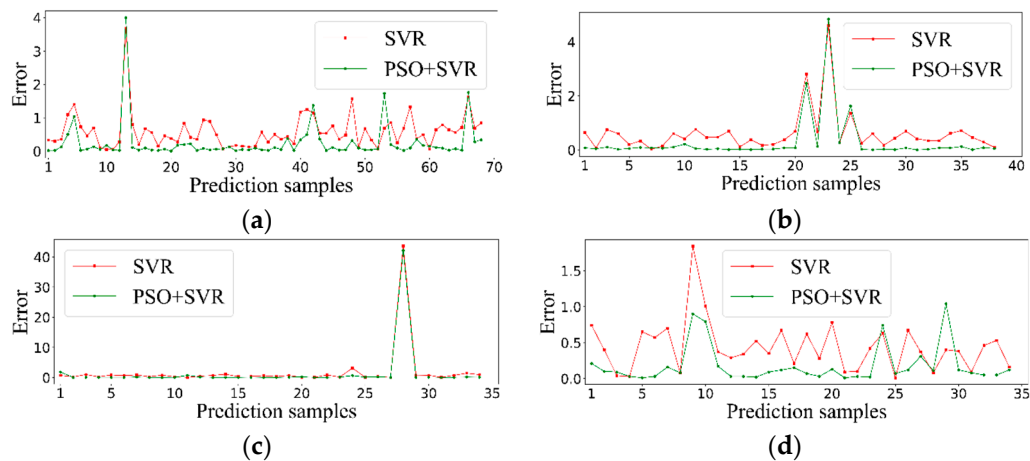 4
3
2
1
0
Error
SVR
PSO+SVR
1 10 20 30 40 50 60 70
Prediction samples
(a)
4
2
0
Error
SVR
PSO+SVR
1 5 10 15 20 25 30 35 40
Prediction samples
(b)
40
30
20
10
0
Error
SVR
PSO+SVR
1 5 10 15 20 25 30 35
Prediction samples
(c)
1.5
1.0
0.5
0.0
Error
SVR
PSO+SVR
1 5 10 15 20 25 30 35
Prediction samples
(d)